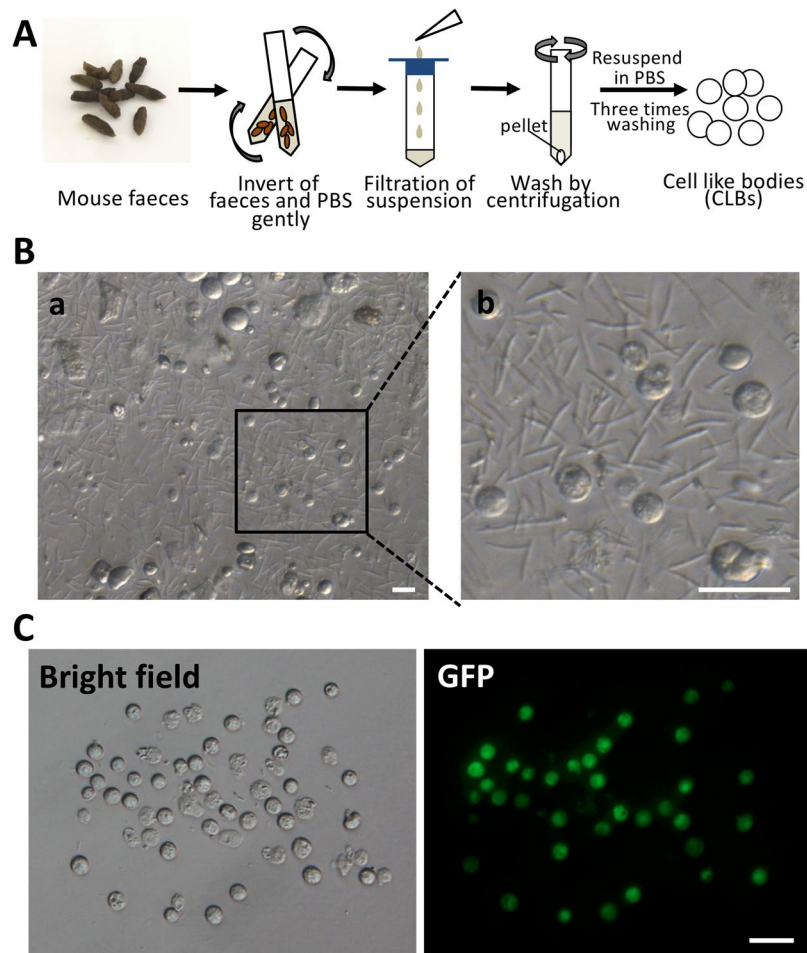 A
Resuspend
in PBS
Three times
washing
pellet
Mouse faeces
Invert of
faeces and PBS
gently
Filtration of
suspension
Wash by
centrifugation
Cell like bodies
(CLBs)
B
a
b
C
Bright field
GFP